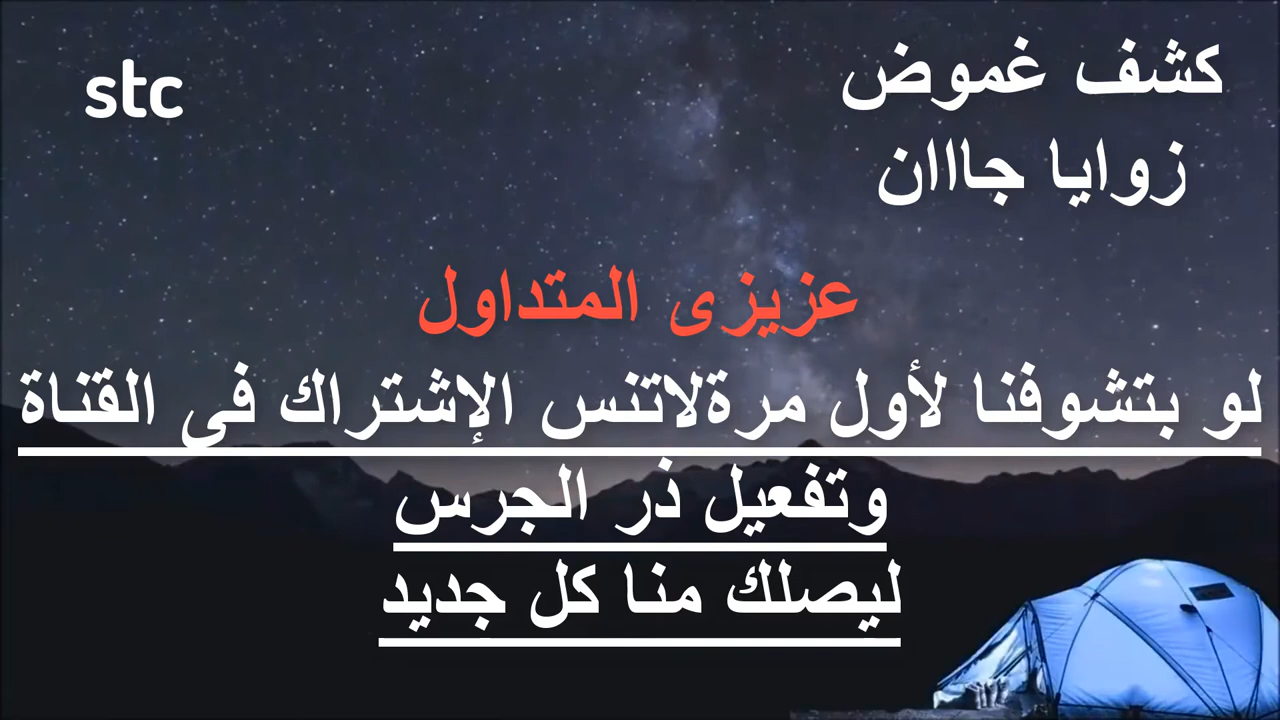 stc
كشف غموض
زوايا جااان
عزيزى المتداول
لو بتشوفنا لأول مرةلاتنس الإشتراك فى القناة
وتفعيل ذر الجرس
ليصلك منا كل جديد